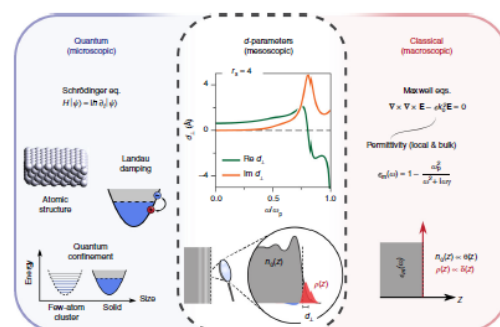 Quantum
(microscopic)
Schrödinger eq.
H|ψ⟩ = iħ ∂ₜ|ψ⟩
Landau
damping
Atomic
structure
Quantum
confinement
Energy
Few-atom
cluster
Solid
Size
d-parameters
(mesoscopic)
rₛ = 4
4
0
−4
d⊥ (Å)
Re d⊥
Im d⊥
0.0
0.5
1.0
ω/ωₚ
n₀(z)
ρ(z)
d⊥
Classical
(macroscopic)
Maxwell eqs.
∇ × ∇ × E − εk₀²E = 0
Permittivity (local & bulk)
εₘ(ω) = 1 − ωₚ² / (ω² + iωγ)
εₘ(ω)
n₀(z) ∝ θ(z)
ρ(z) ∝ δ(z)
z